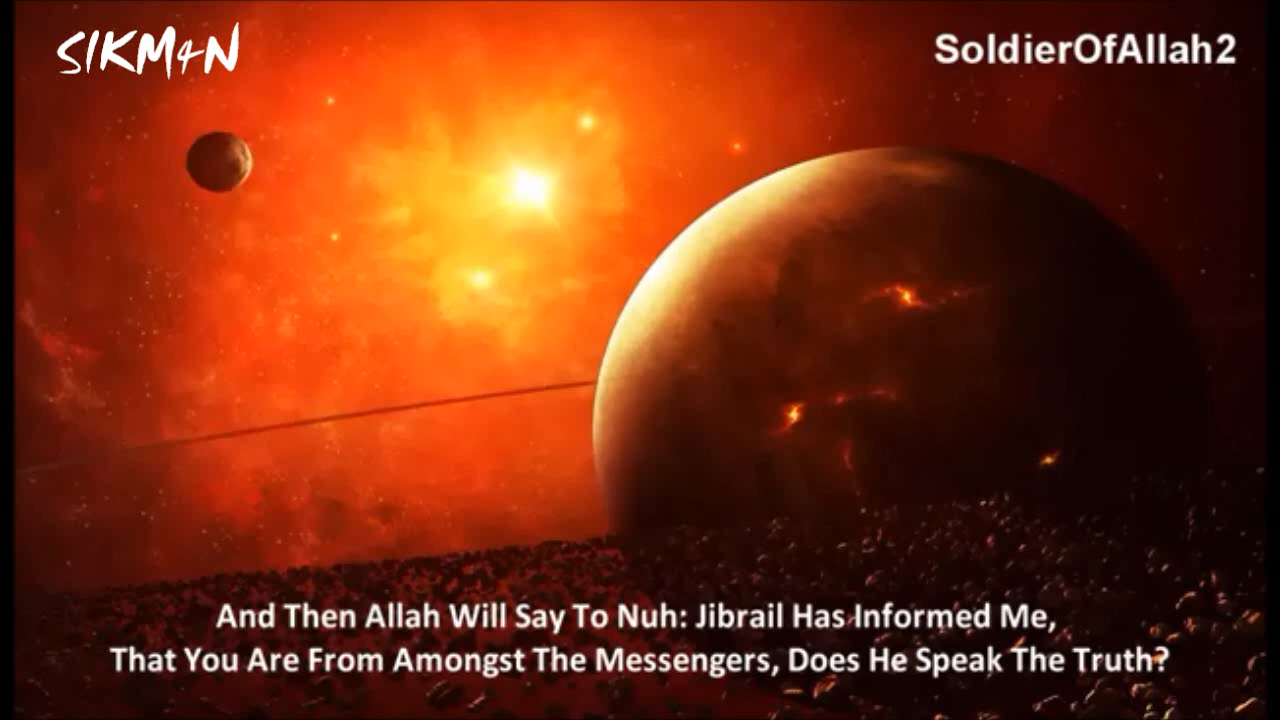 SIKM4N
SoldierOfAllah2
And Then Allah Will Say To Nuh: Jibrail Has Informed Me,
That You Are From Amongst The Messengers, Does He Speak The Truth?